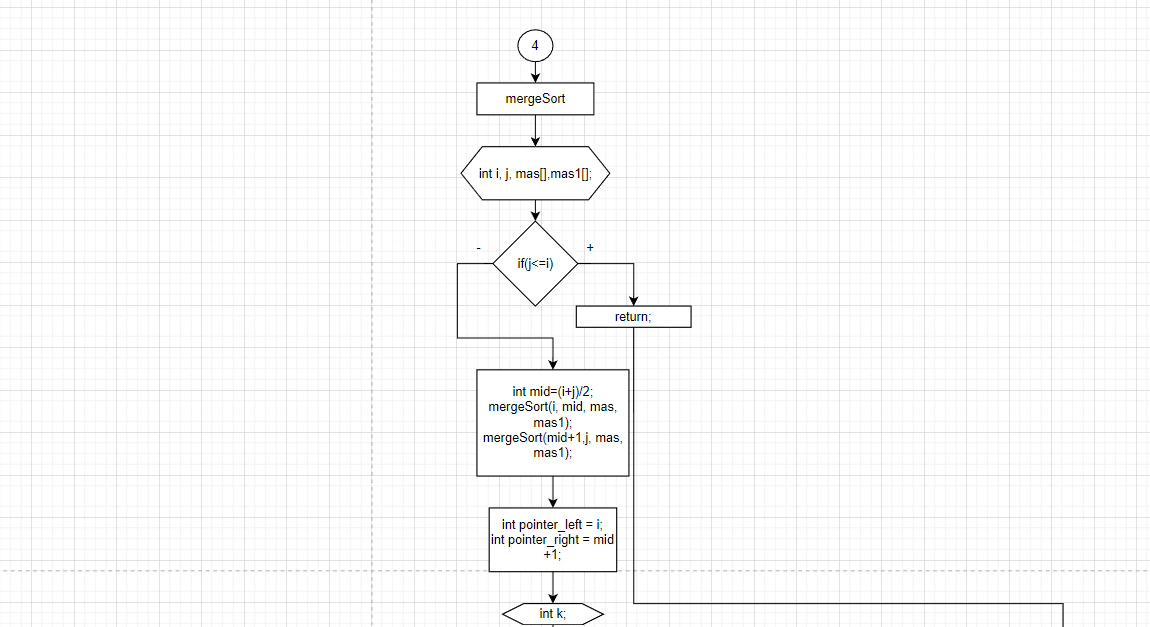 4
mergeSort
int i, j, mas[],mas1[];
-
+
if(j<=i)
return;
int mid=(i+j)/2;
mergeSort(i, mid, mas,
mas1);
mergeSort(mid+1,j, mas,
mas1);
int pointer_left = i;
int pointer_right = mid
+1;
int k;